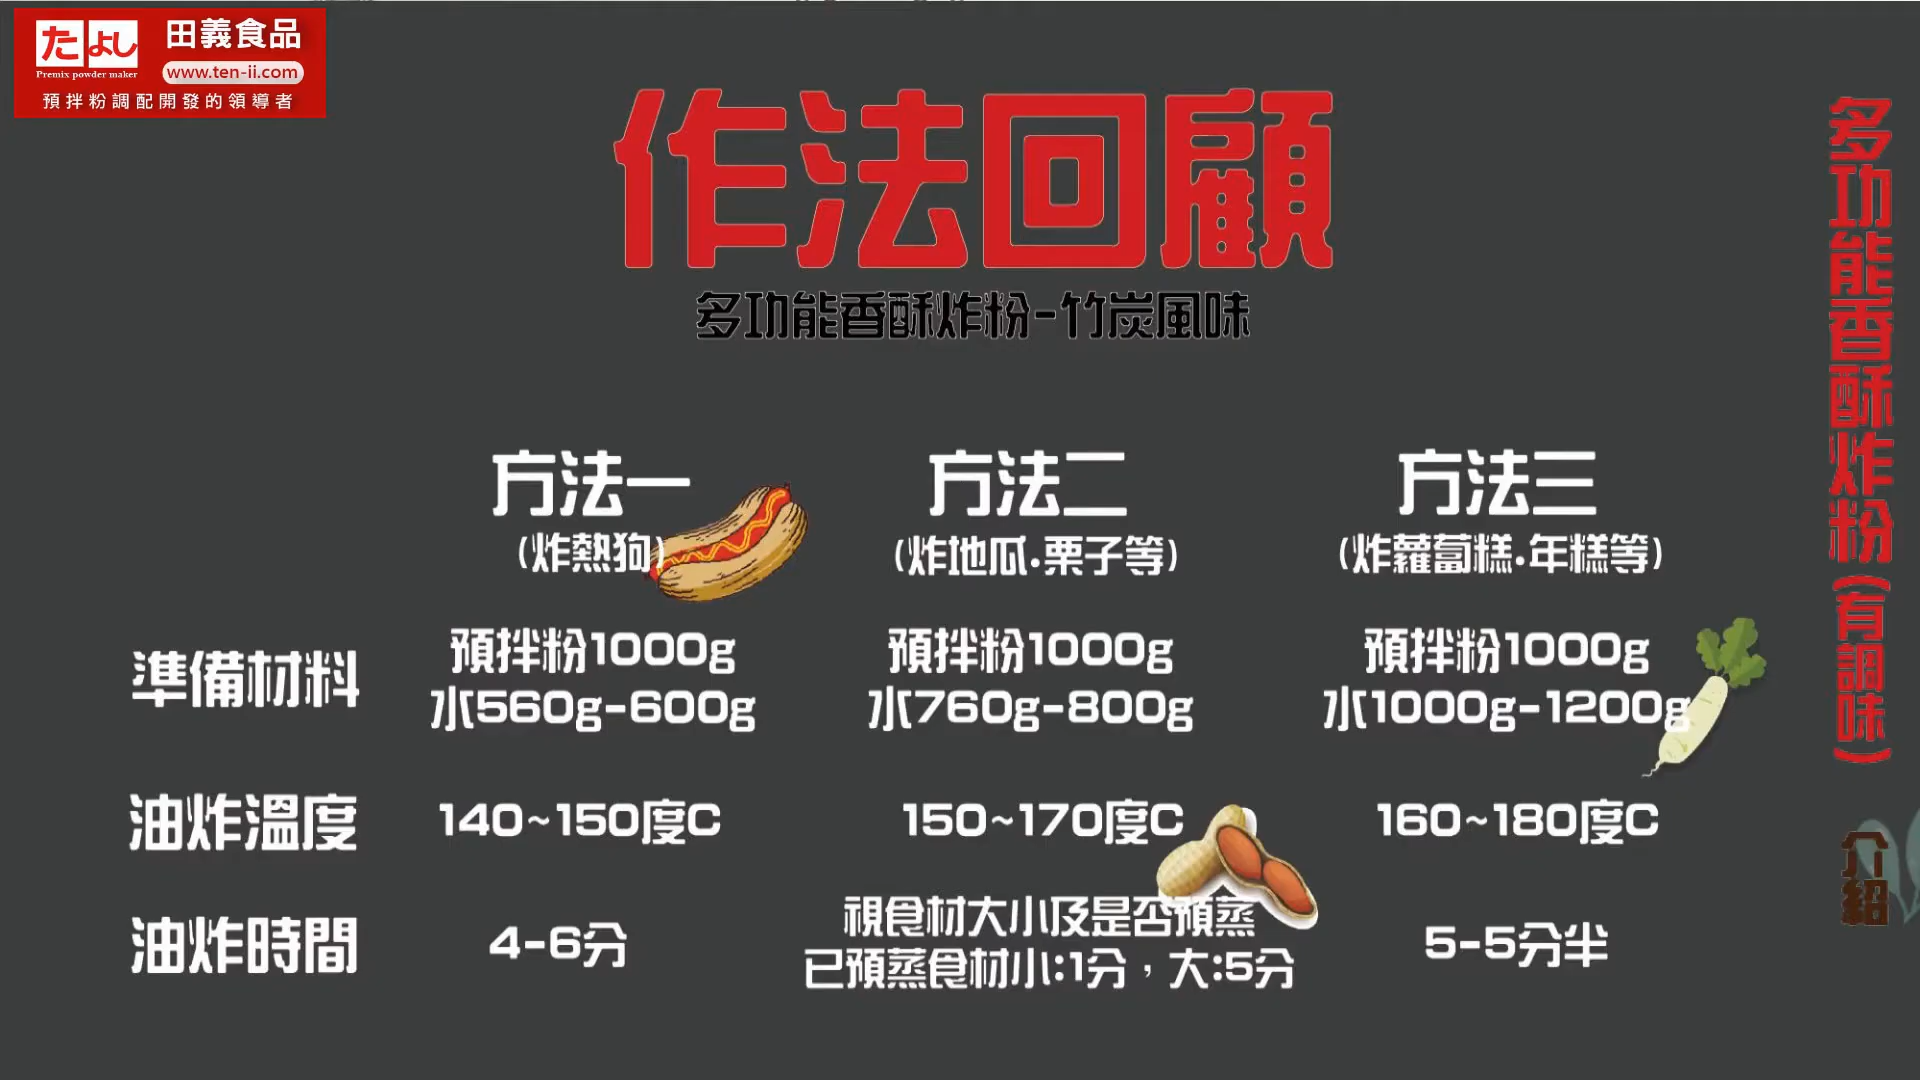 たよし
田義食品
Premix powder maker
www.ten-ii.com
預拌粉調配開發的領導者
作法回顧
多功能香酥炸粉-竹炭風味
方法一
(炸熱狗)
方法二
(炸地瓜.栗子等)
方法三
(炸蘿蔔糕.年糕等)
準備材料
預拌粉1000g
水560g-600g
預拌粉1000g
水760g-800g
預拌粉1000g
水1000g-1200g
油炸溫度
140~150度C
150~170度C
160~180度C
油炸時間
4-6分
視食材大小及是否預蒸
已預蒸食材小:1分，大:5分
5-5分半
多功能香酥炸粉(有調味)
介紹